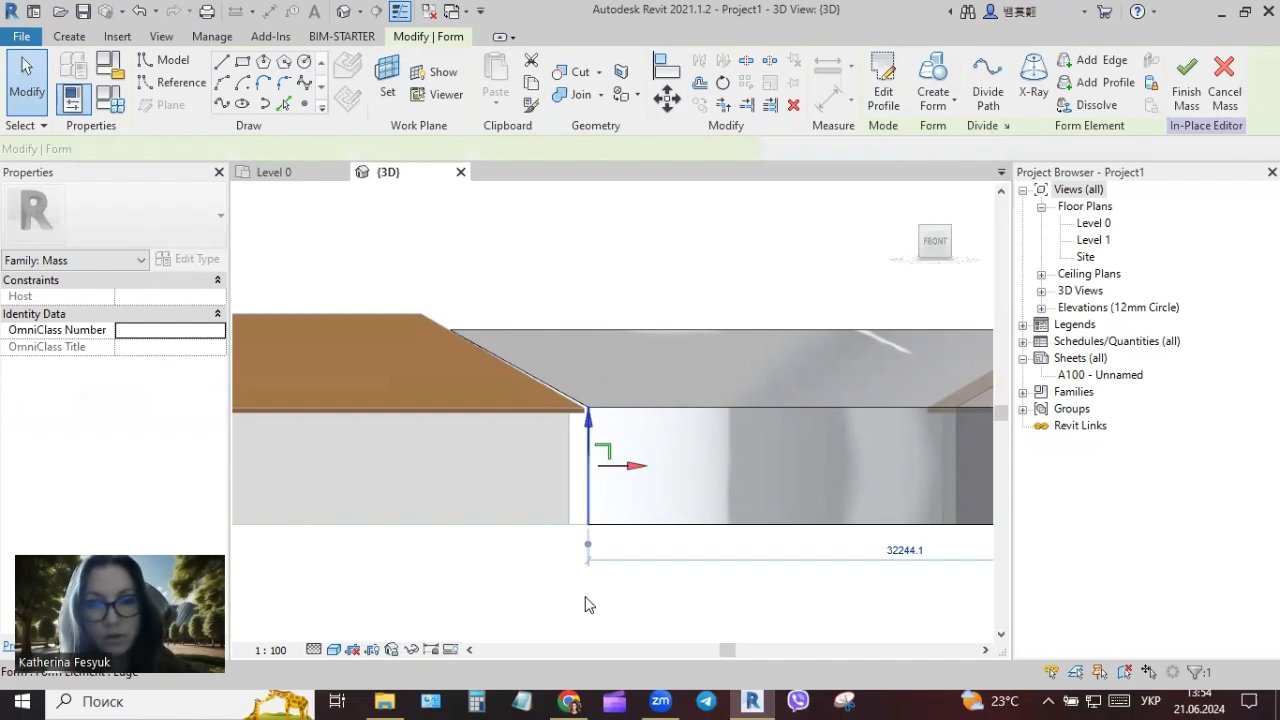 Autodesk Revit 2021.1.2 - Project1 - 3D View: {3D}
File Create Insert View Manage Add-Ins BIM-STARTER Modify | Form
Modify
Select
Properties
Model
Reference
Plane
Draw
Set
Show
Viewer
Work Plane
Paste
Clipboard
Cut
Join
Geometry
Modify
Measure
Edit Profile
Mode
Create Form
Form
Divide Path
Divide
X-Ray
Add Edge
Add Profile
Dissolve
Form Element
Finish Mass
Cancel Mass
In-Place Editor
Modify | Form
Properties
Family: Mass
Edit Type
Constraints
Host
Identity Data
OmniClass Number
OmniClass Title
Level 0
{3D}
FRONT
32244.1
1 : 100
Project Browser - Project1
Views (all)
Floor Plans
Level 0
Level 1
Site
Ceiling Plans
3D Views
Elevations (12mm Circle)
Legends
Schedules/Quantities (all)
Sheets (all)
A100 - Unnamed
Families
Groups
Revit Links
Katherina Fesyuk
:1
Поиск
zm
23°C
УКР
13:54
21.06.2024